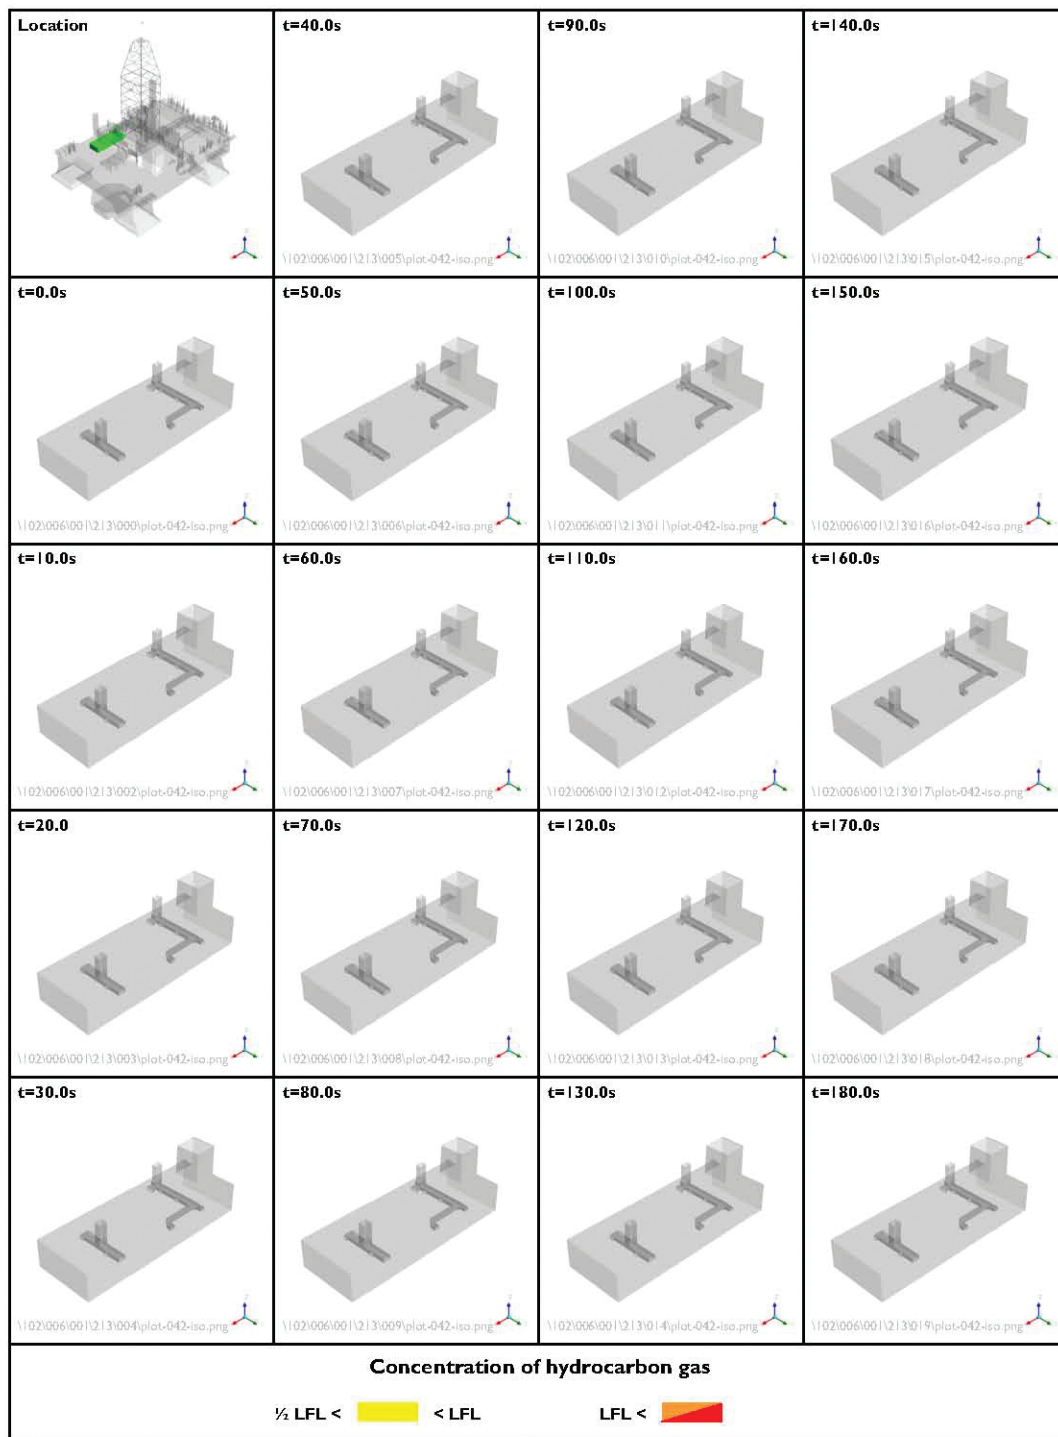 Location
t=40.0s
t=90.0s
t=140.0s
\102\006\001\213\005\plot-042-iso.png
\102\006\001\213\010\plot-042-iso.png
\102\006\001\213\015\plot-042-iso.png
t=0.0s
t=50.0s
t=100.0s
t=150.0s
\102\006\001\213\000\plot-042-iso.png
\102\006\001\213\006\plot-042-iso.png
\102\006\001\213\011\plot-042-iso.png
\102\006\001\213\016\plot-042-iso.png
t=10.0s
t=60.0s
t=110.0s
t=160.0s
\102\006\001\213\002\plot-042-iso.png
\102\006\001\213\007\plot-042-iso.png
\102\006\001\213\012\plot-042-iso.png
\102\006\001\213\017\plot-042-iso.png
t=20.0
t=70.0s
t=120.0s
t=170.0s
\102\006\001\213\003\plot-042-iso.png
\102\006\001\213\008\plot-042-iso.png
\102\006\001\213\013\plot-042-iso.png
\102\006\001\213\018\plot-042-iso.png
t=30.0s
t=80.0s
t=130.0s
t=180.0s
\102\006\001\213\004\plot-042-iso.png
\102\006\001\213\009\plot-042-iso.png
\102\006\001\213\014\plot-042-iso.png
\102\006\001\213\019\plot-042-iso.png
Concentration of hydrocarbon gas
½ LFL < < LFL LFL <